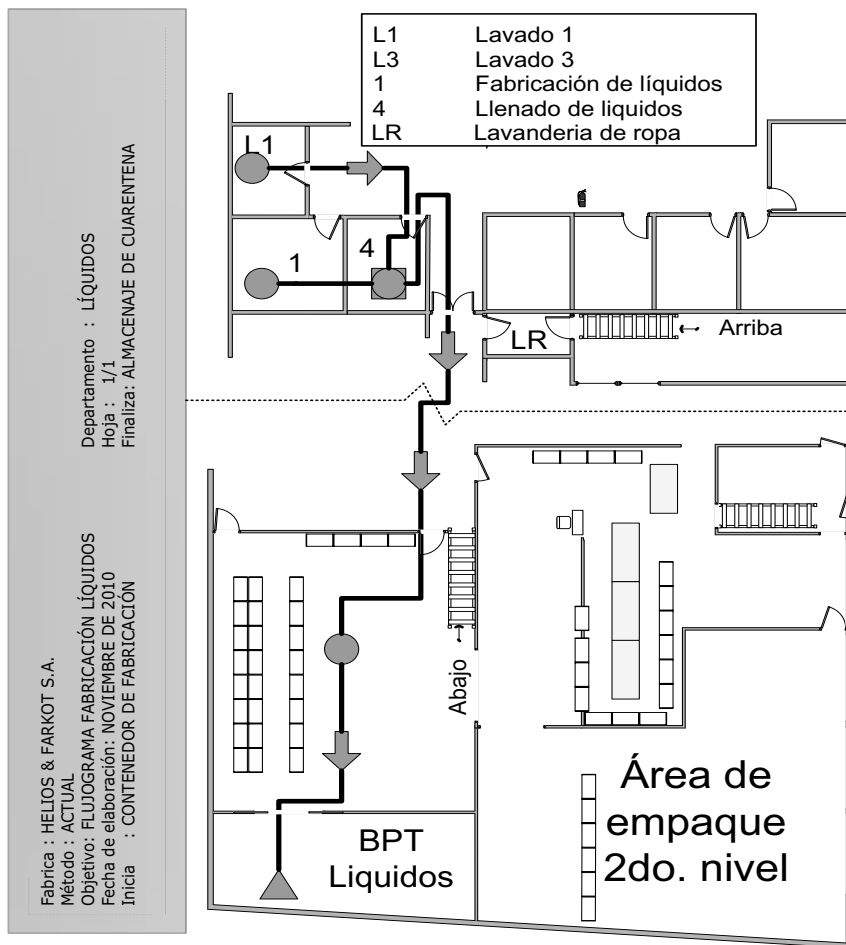 Fabrica : HELIOS & FARKOT S.A.
Método : ACTUAL
Objetivo: FLUJOGRAMA FABRICACIÓN LÍQUIDOS
Departamento : LÍQUIDOS
Fecha de elaboración: NOVIEMBRE DE 2010
Hoja : 1/1
Inicia : CONTENEDOR DE FABRICACIÓN
Finaliza: ALMACENAJE DE CUARENTENA
L1 Lavado 1
L3 Lavado 3
1 Fabricación de líquidos
4 Llenado de liquidos
LR Lavanderia de ropa
L1
1
4
LR
Arriba
Abajo
Área de
empaque
2do. nivel
BPT
Liquidos